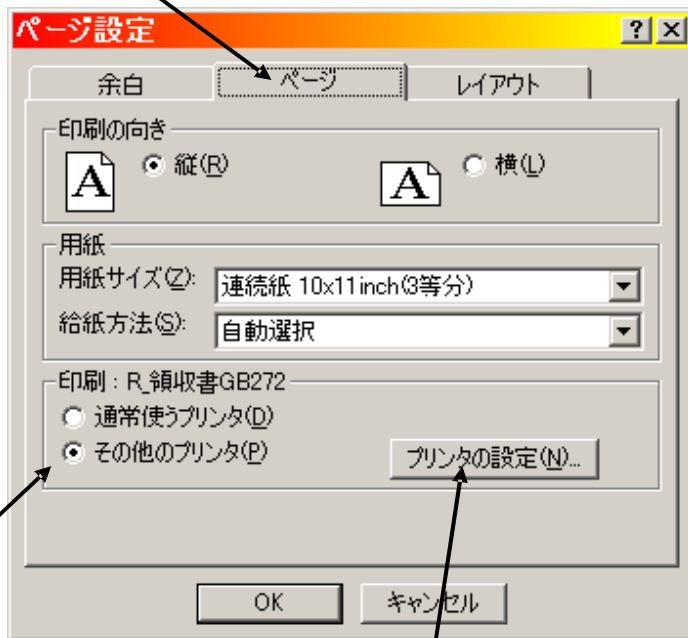 ページ設定
余白 ページ レイアウト
印刷の向き
A 縦(R) A 横(L)
用紙
用紙サイズ(Z): 連続紙 10x11inch(3等分)
給紙方法(S): 自動選択
印刷 : R_領収書GB272
通常使うプリンタ(D)
その他のプリンタ(P) プリンタの設定(N)...
OK キャンセル